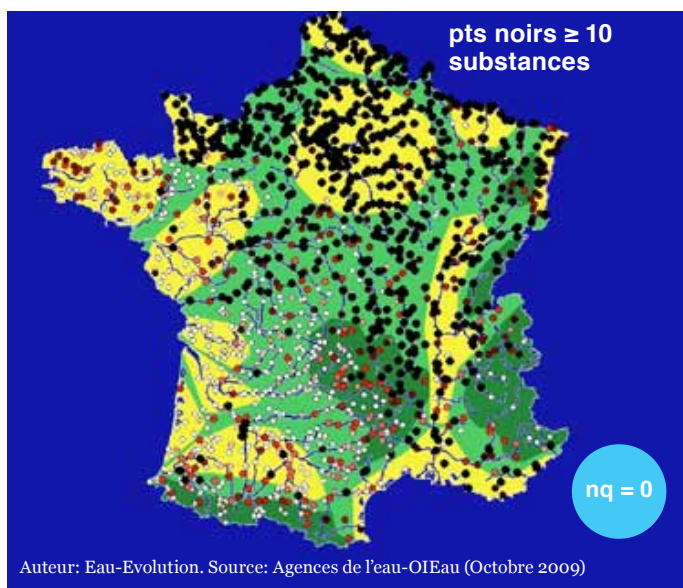 pts noirs ≥ 10
substances
nq = 0
Auteur: Eau-Evolution. Source: Agences de l'eau-OIEau (Octobre 2009)